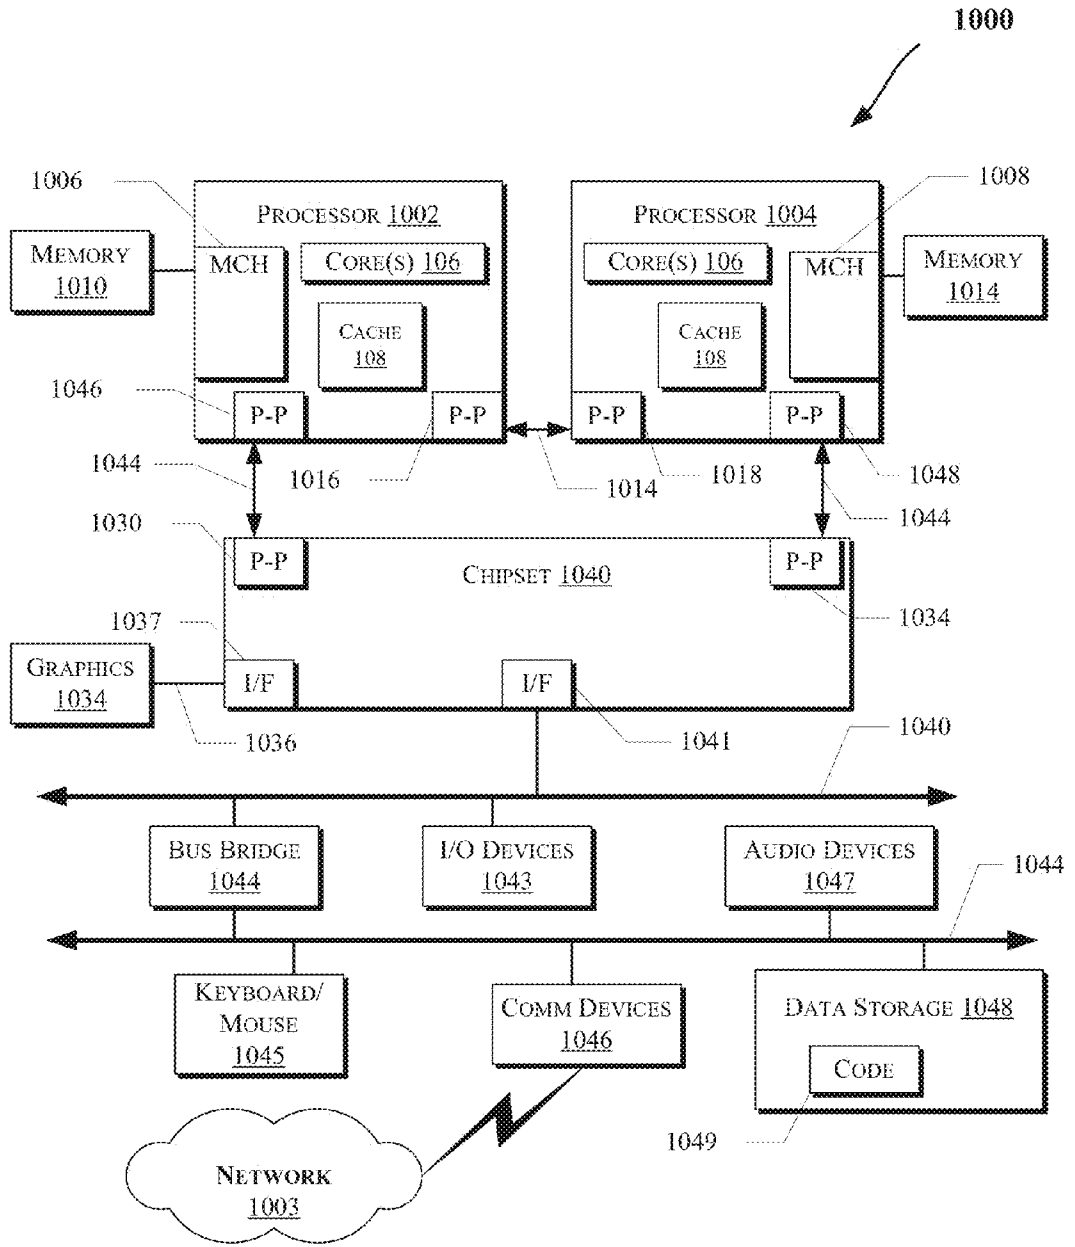 1000
1006
1008
PROCESSOR 1002
PROCESSOR 1004
MEMORY
1010
MCH
CORE(S) 106
CORE(S) 106
MCH
MEMORY
1014
CACHE
108
CACHE
108
1046
P-P
P-P
P-P
P-P
1044
1016
1014
1018
1048
1044
1030
P-P
CHIPSET 1040
P-P
1037
1034
GRAPHICS
1034
I/F
I/F
1036
1041
1040
BUS BRIDGE
1044
I/O DEVICES
1043
AUDIO DEVICES
1047
1044
KEYBOARD/
MOUSE
1045
COMM DEVICES
1046
DATA STORAGE 1048
CODE
1049
NETWORK
1003